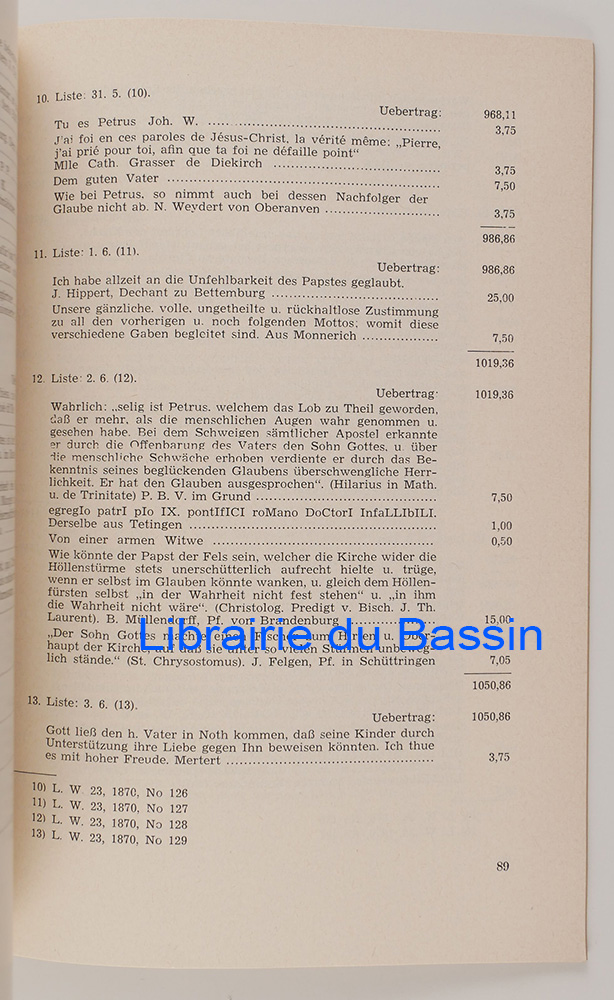 10. Liste: 31. 5. (10).
Uebertrag: 968,11
Tu es Petrus Joh. W. .......................................... 3,75
J'ai foi en ces paroles de Jésus-Christ, la vérité même: „Pierre,
j'ai prié pour toi, afin que ta foi ne défaille point“
Mlle Cath. Grasser de Diekirch .............................. 3,75
Dem guten Vater ................................................ 7,50
Wie bei Petrus, so nimmt auch bei dessen Nachfolger der
Glaube nicht ab. N. Weydert von Oberanven ..................... 3,75
986,86
11. Liste: 1. 6. (11).
Uebertrag: 986,86
Ich habe allzeit an die Unfehlbarkeit des Papstes geglaubt.
J. Hippert, Dechant zu Bettemburg .............................. 25,00
Unsere gänzliche, volle, ungetheilte u. rückhaltlose Zustimmung
zu all den vorherigen u. noch folgenden Mottos; womit diese
verschiedene Gaben begleitet sind. Aus Monnerich .............. 7,50
1019,36
12. Liste: 2. 6. (12).
Uebertrag: 1019,36
Wahrlich: „selig ist Petrus, welchem das Lob zu Theil geworden,
daß er mehr, als die menschlichen Augen wahr genommen u.
gesehen habe. Bei dem Schweigen sämtlicher Apostel erkannte
er durch die Offenbarung des Vaters den Sohn Gottes, u. über
die menschliche Schwäche erhoben verdiente er durch das Be-
kenntnis seines beglückenden Glaubens überschwengliche Herr-
lichkeit. Er hat den Glauben ausgesprochen“. (Hilarius in Math.
u. de Trinitate) P. B. V. im Grund ................................ 7,50
egregIo patrI pIo IX. pontIfICI roMano DoCtorI InfaLLIbILI.
Derselbe aus Tetingen .......................................... 1,00
Von einer armen Witwe ........................................ 0,50
Wie könnte der Papst der Fels sein, welcher die Kirche wider die
Höllenstürme stets unerschütterlich aufrecht hielte u. trüge,
wenn er selbst im Glauben könnte wanken, u. gleich dem Höllen-
fürsten selbst „in der Wahrheit nicht fest stehen“ u. „in ihm
die Wahrheit nicht wäre“. (Christolog. Predigt v. Bisch. J. Th.
Laurent). B. Müllendorff, Pf. von Brandenburg ................ 15,00
„Der Sohn Gottes machte einen Fischer zum Hirten u. Ober-
haupt der Kirche, auf daß sie unter so vielen Stürmen unbeweg-
lich stände.“ (St. Chrysostomus). J. Felgen, Pf. in Schüttringen 7,05
1050,86
Librairie du Bassin
13. Liste: 3. 6. (13).
Uebertrag: 1050,86
Gott ließ den h. Vater in Noth kommen, daß seine Kinder durch
Unterstützung ihre Liebe gegen Ihn beweisen könnten. Ich thue
es mit hoher Freude. Mertert ...................................... 3,75
10) L. W. 23, 1870, No 126
11) L. W. 23, 1870, No 127
12) L. W. 23, 1870, No 128
13) L. W. 23, 1870, No 129
89